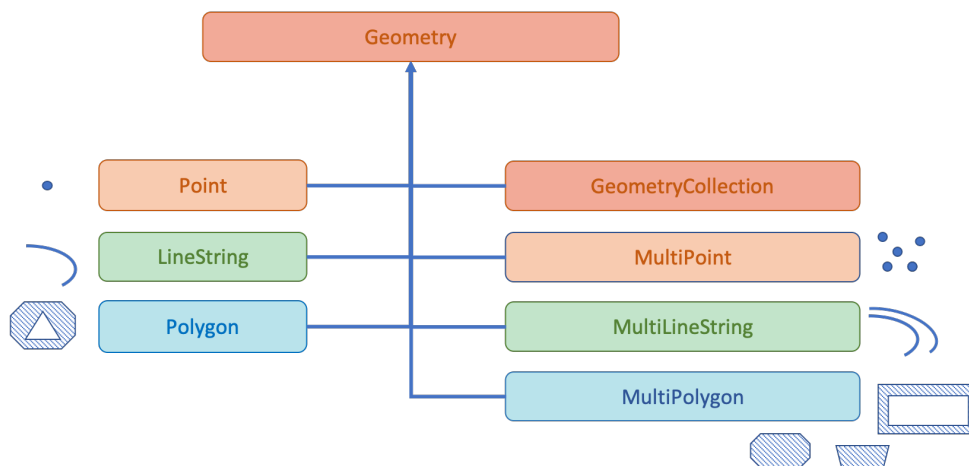 Geometry
Point
GeometryCollection
LineString
MultiPoint
Polygon
MultiLineString
MultiPolygon